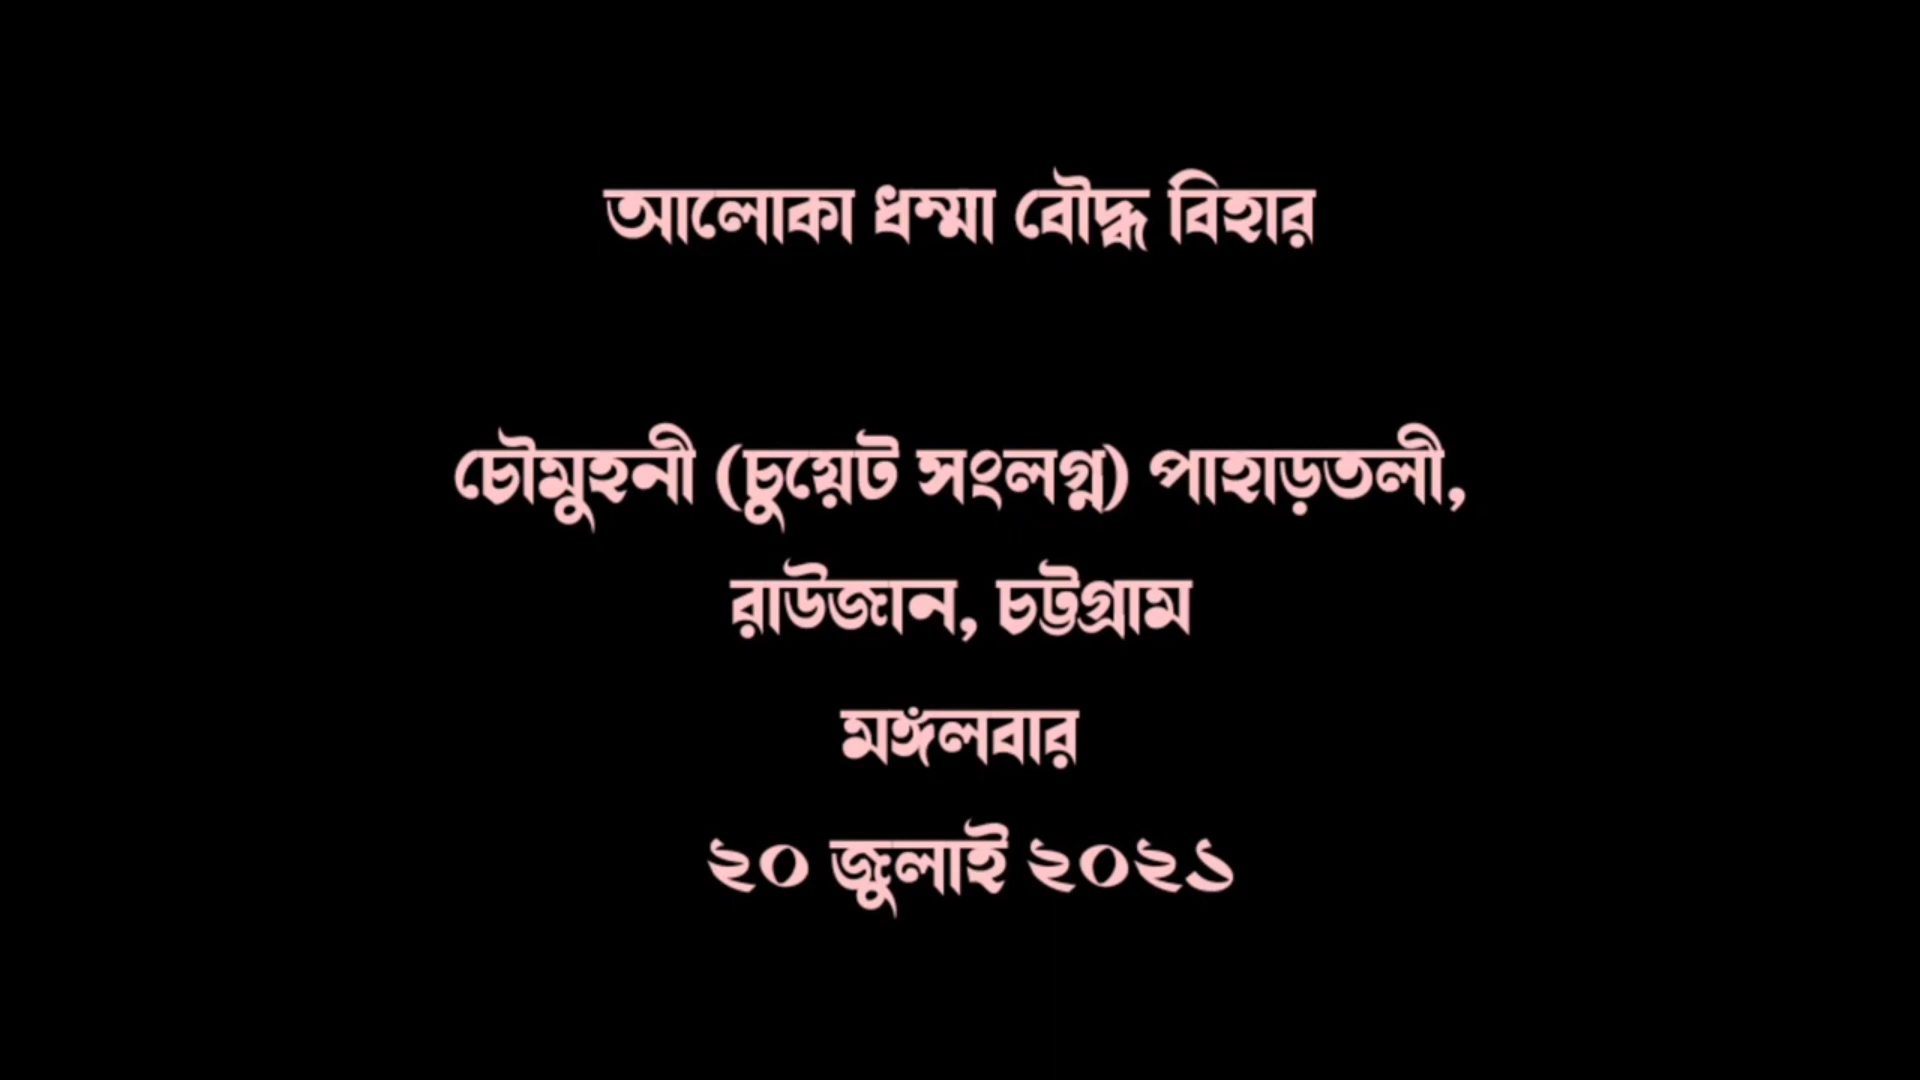 আলোকা ধম্মা বৌদ্ধ বিহার
চৌমুহনী (চুয়েট সংলগ্ন) পাহাড়তলী,
রাউজান, চট্টগ্রাম
মঙ্গলবার
২০ জুলাই ২০২১